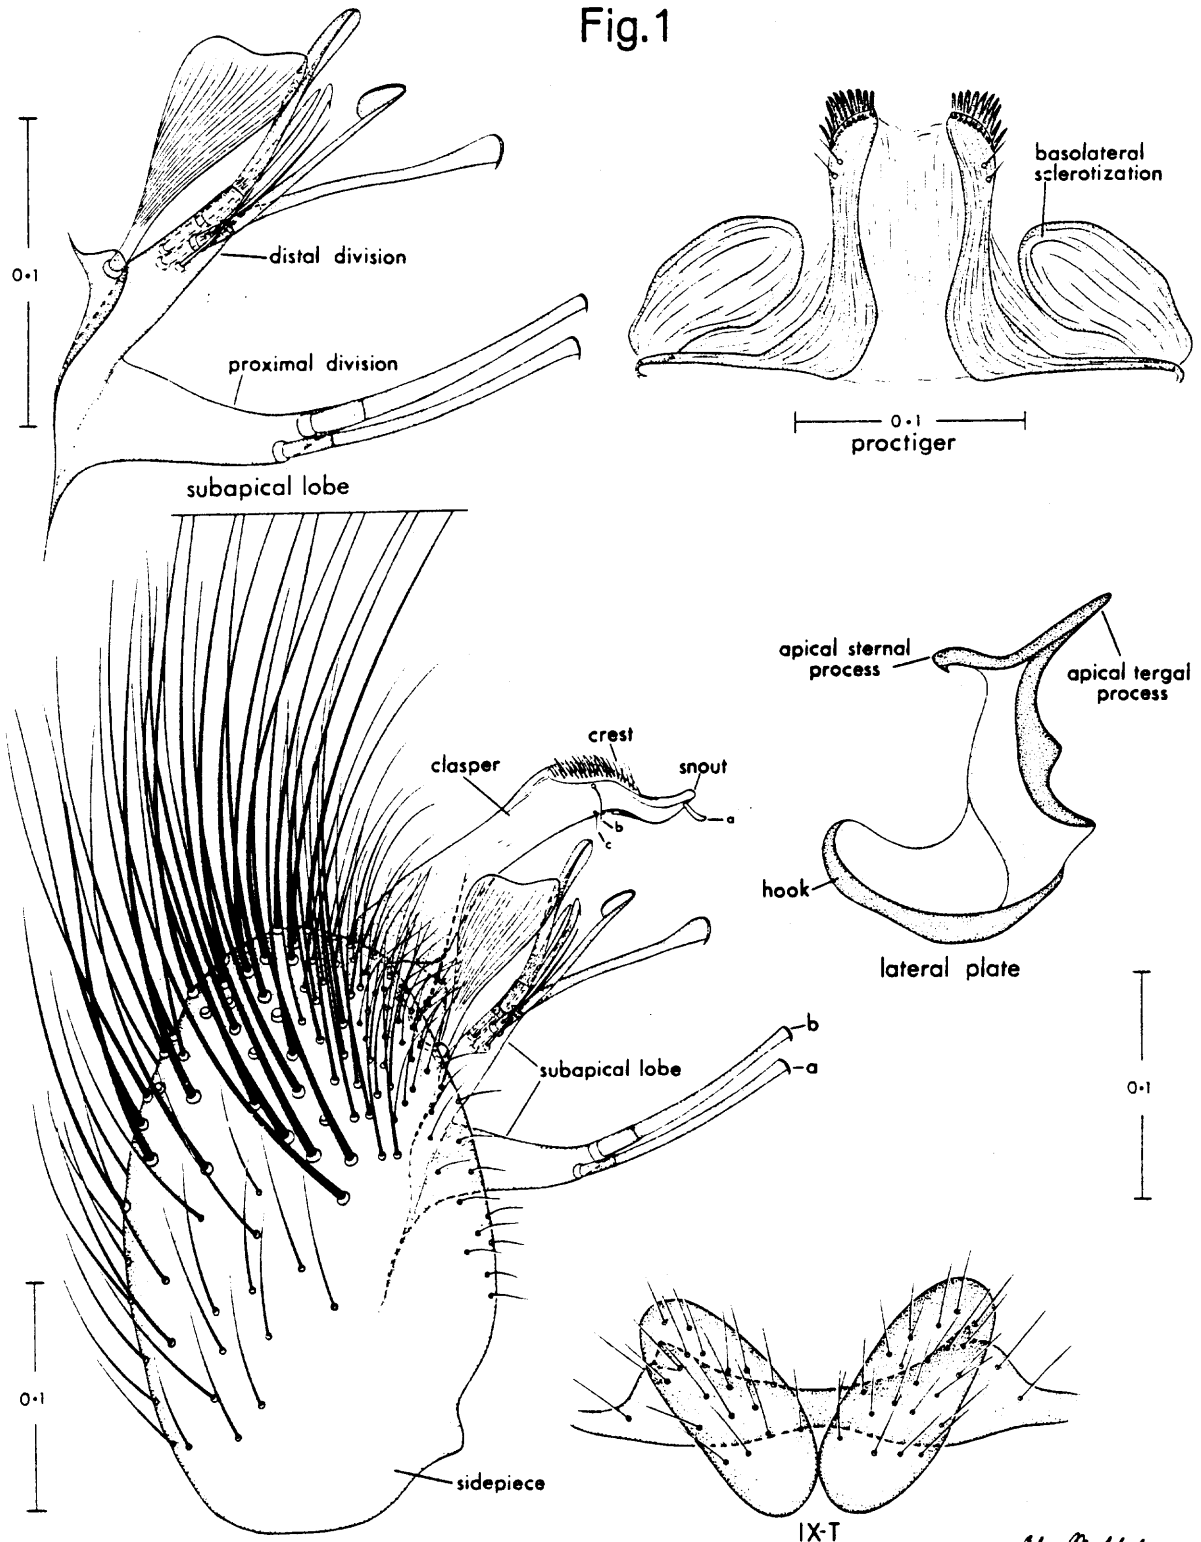 Fig.1
basolateral
sclerotization
0·1
distal division
proximal division
subapical lobe
0·1
proctiger
apical sternal
process
apical tergal
process
hook
lateral plate
crest
clasper
snout
a
b
c
b
a
subapical lobe
0·1
0·1
sidepiece
IX-T